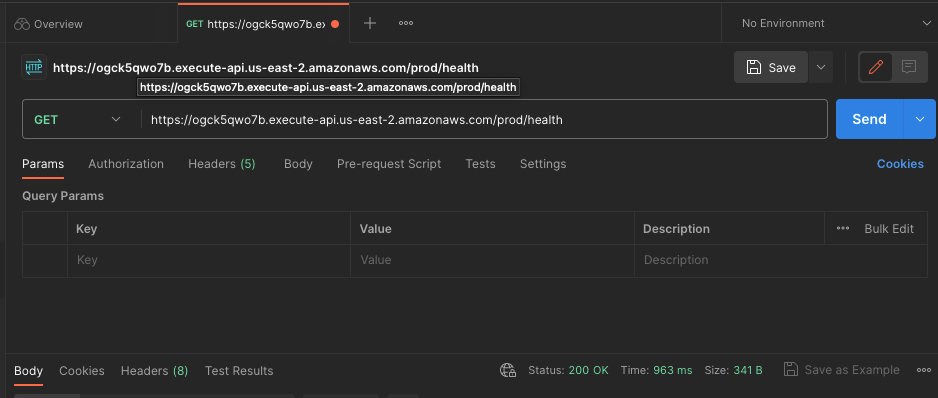 Overview
GET https://ogck5qwo7b.ex
No Environment
HTTP https://ogck5qwo7b.execute-api.us-east-2.amazonaws.com/prod/health
Save
https://ogck5qwo7b.execute-api.us-east-2.amazonaws.com/prod/health
GET https://ogck5qwo7b.execute-api.us-east-2.amazonaws.com/prod/health Send
Params Authorization Headers (5) Body Pre-request Script Tests Settings Cookies
Query Params
Key Value Description Bulk Edit
Key Value Description
Body Cookies Headers (8) Test Results Status: 200 OK Time: 963 ms Size: 341 B Save as Example